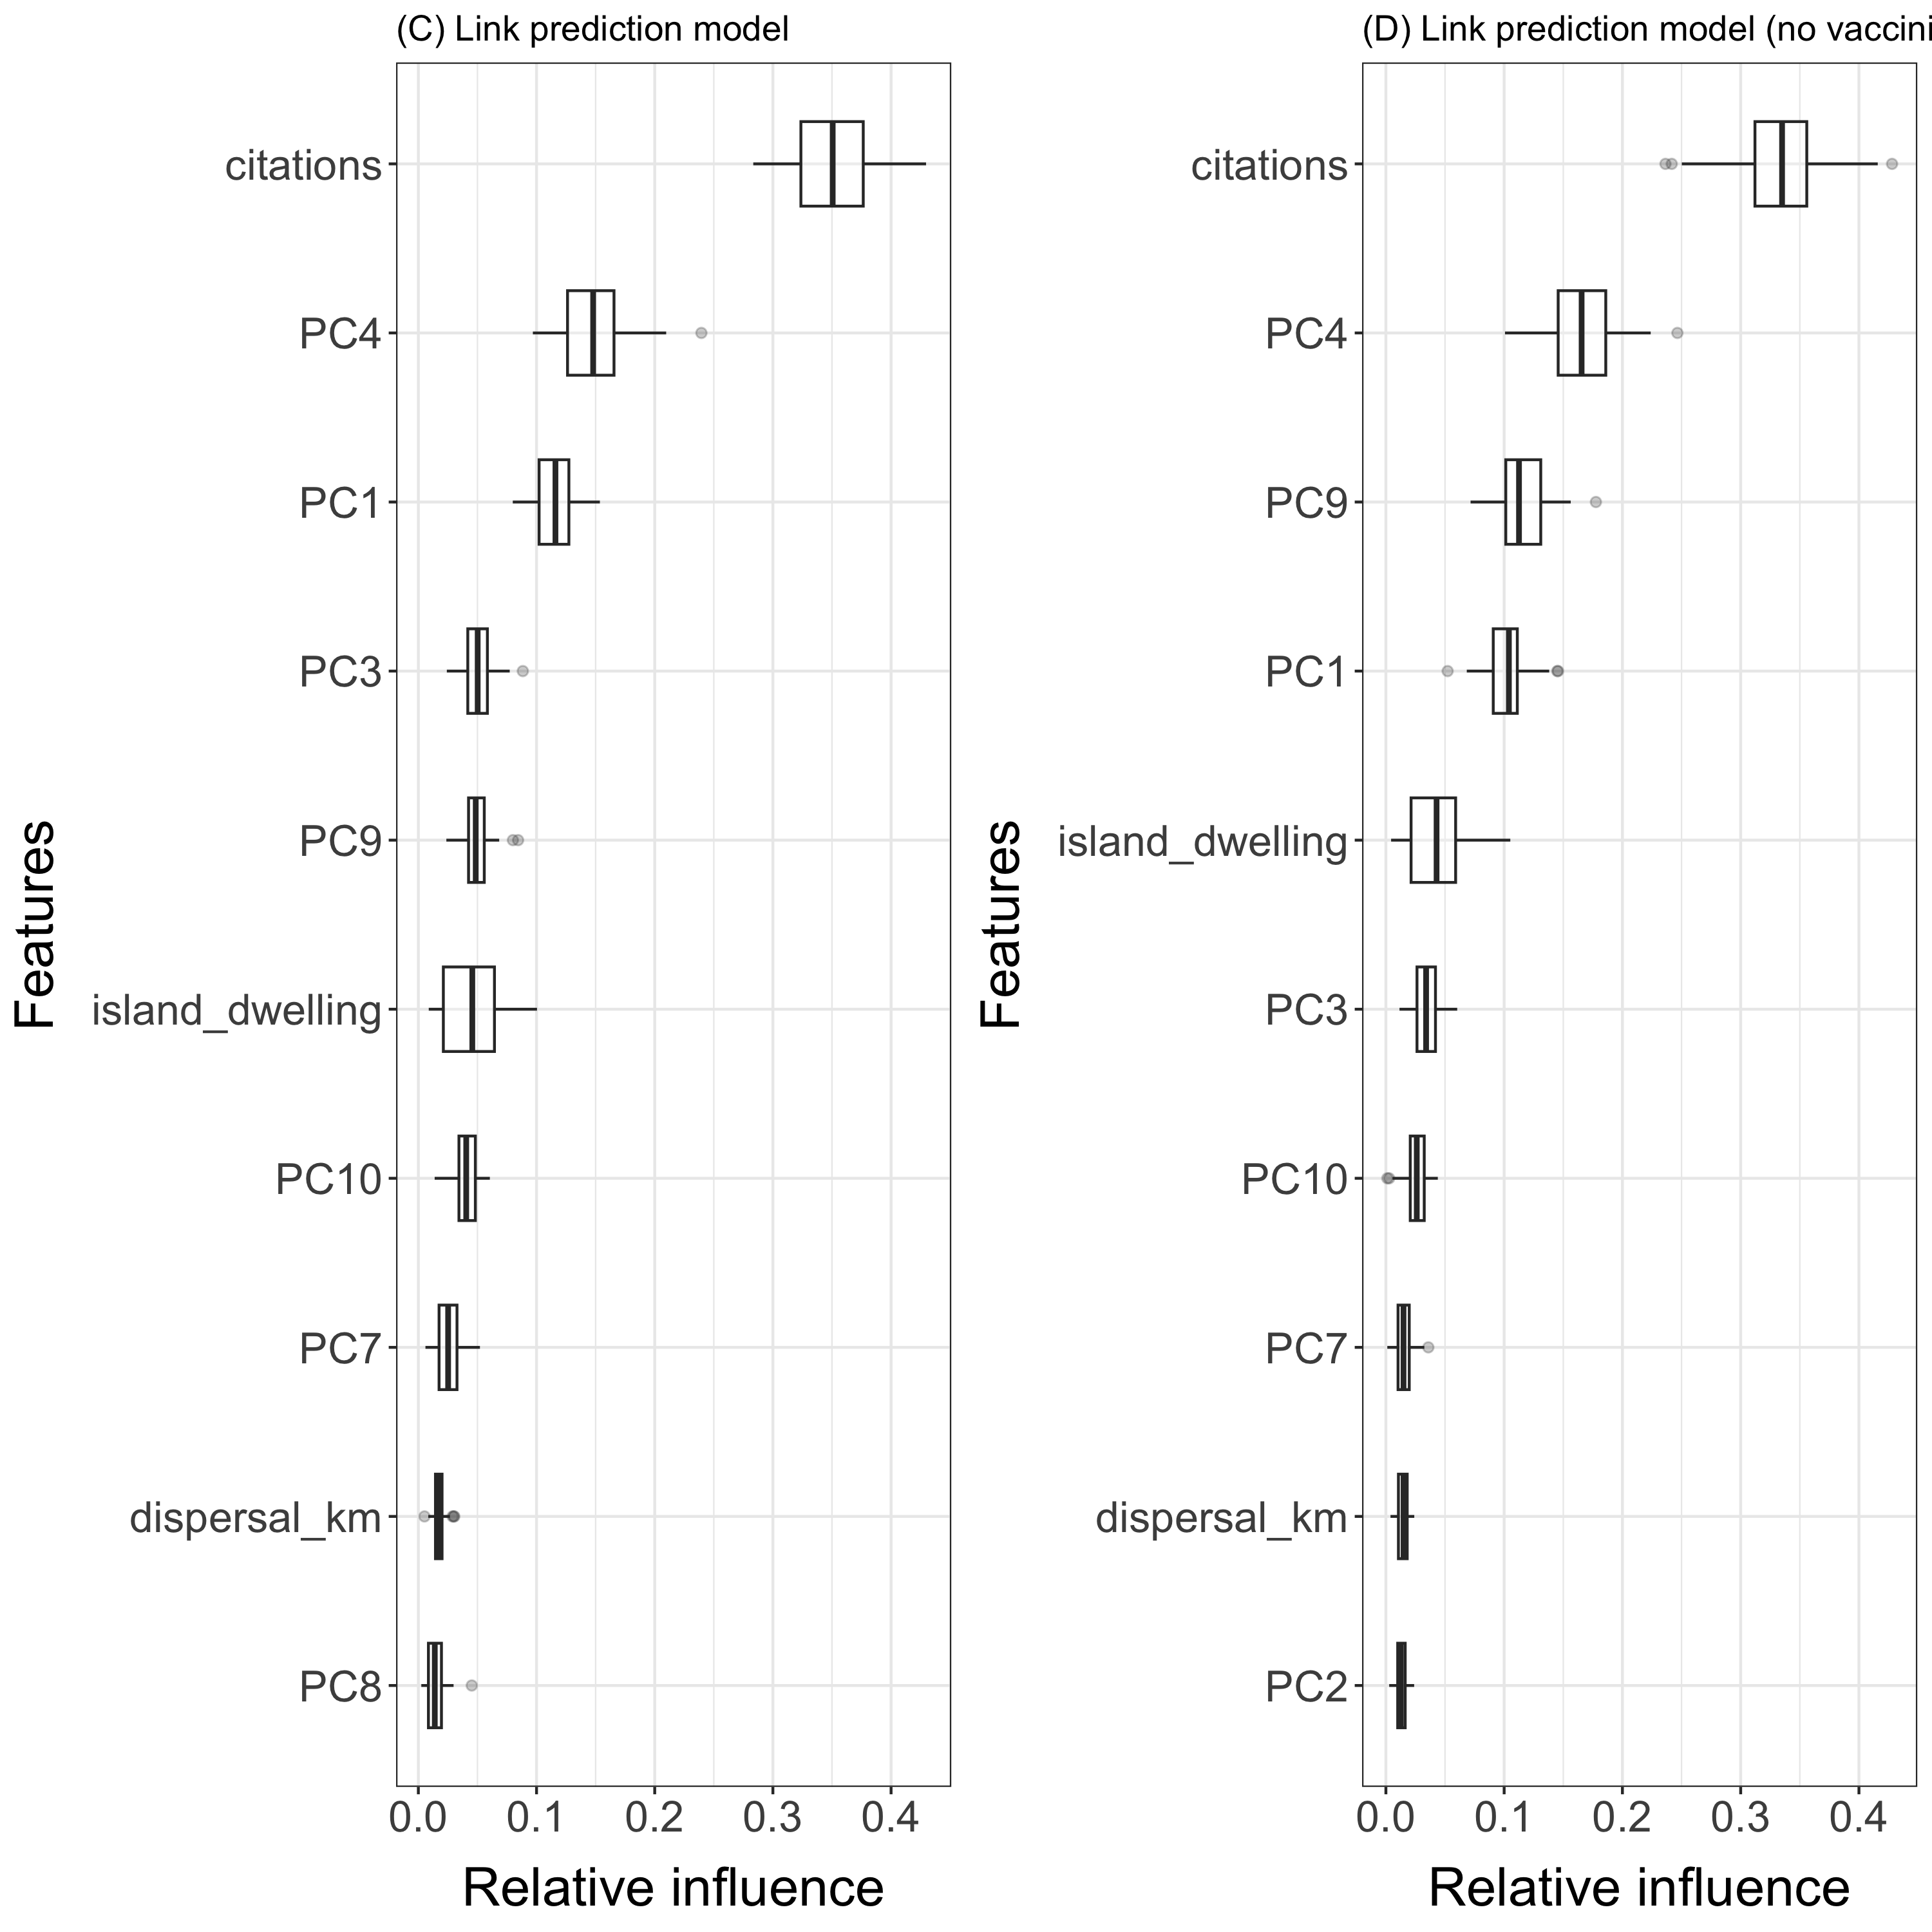 (C) Link prediction model
citations
PC4
PC1
PC3
PC9
island_dwelling
PC10
PC7
dispersal_km
PC8
Features
0.0 0.1 0.2 0.3 0.4
Relative influence
(D) Link prediction model (no vaccini
citations
PC4
PC9
PC1
island_dwelling
PC3
PC10
PC7
dispersal_km
PC2
Features
0.0 0.1 0.2 0.3 0.4
Relative influence